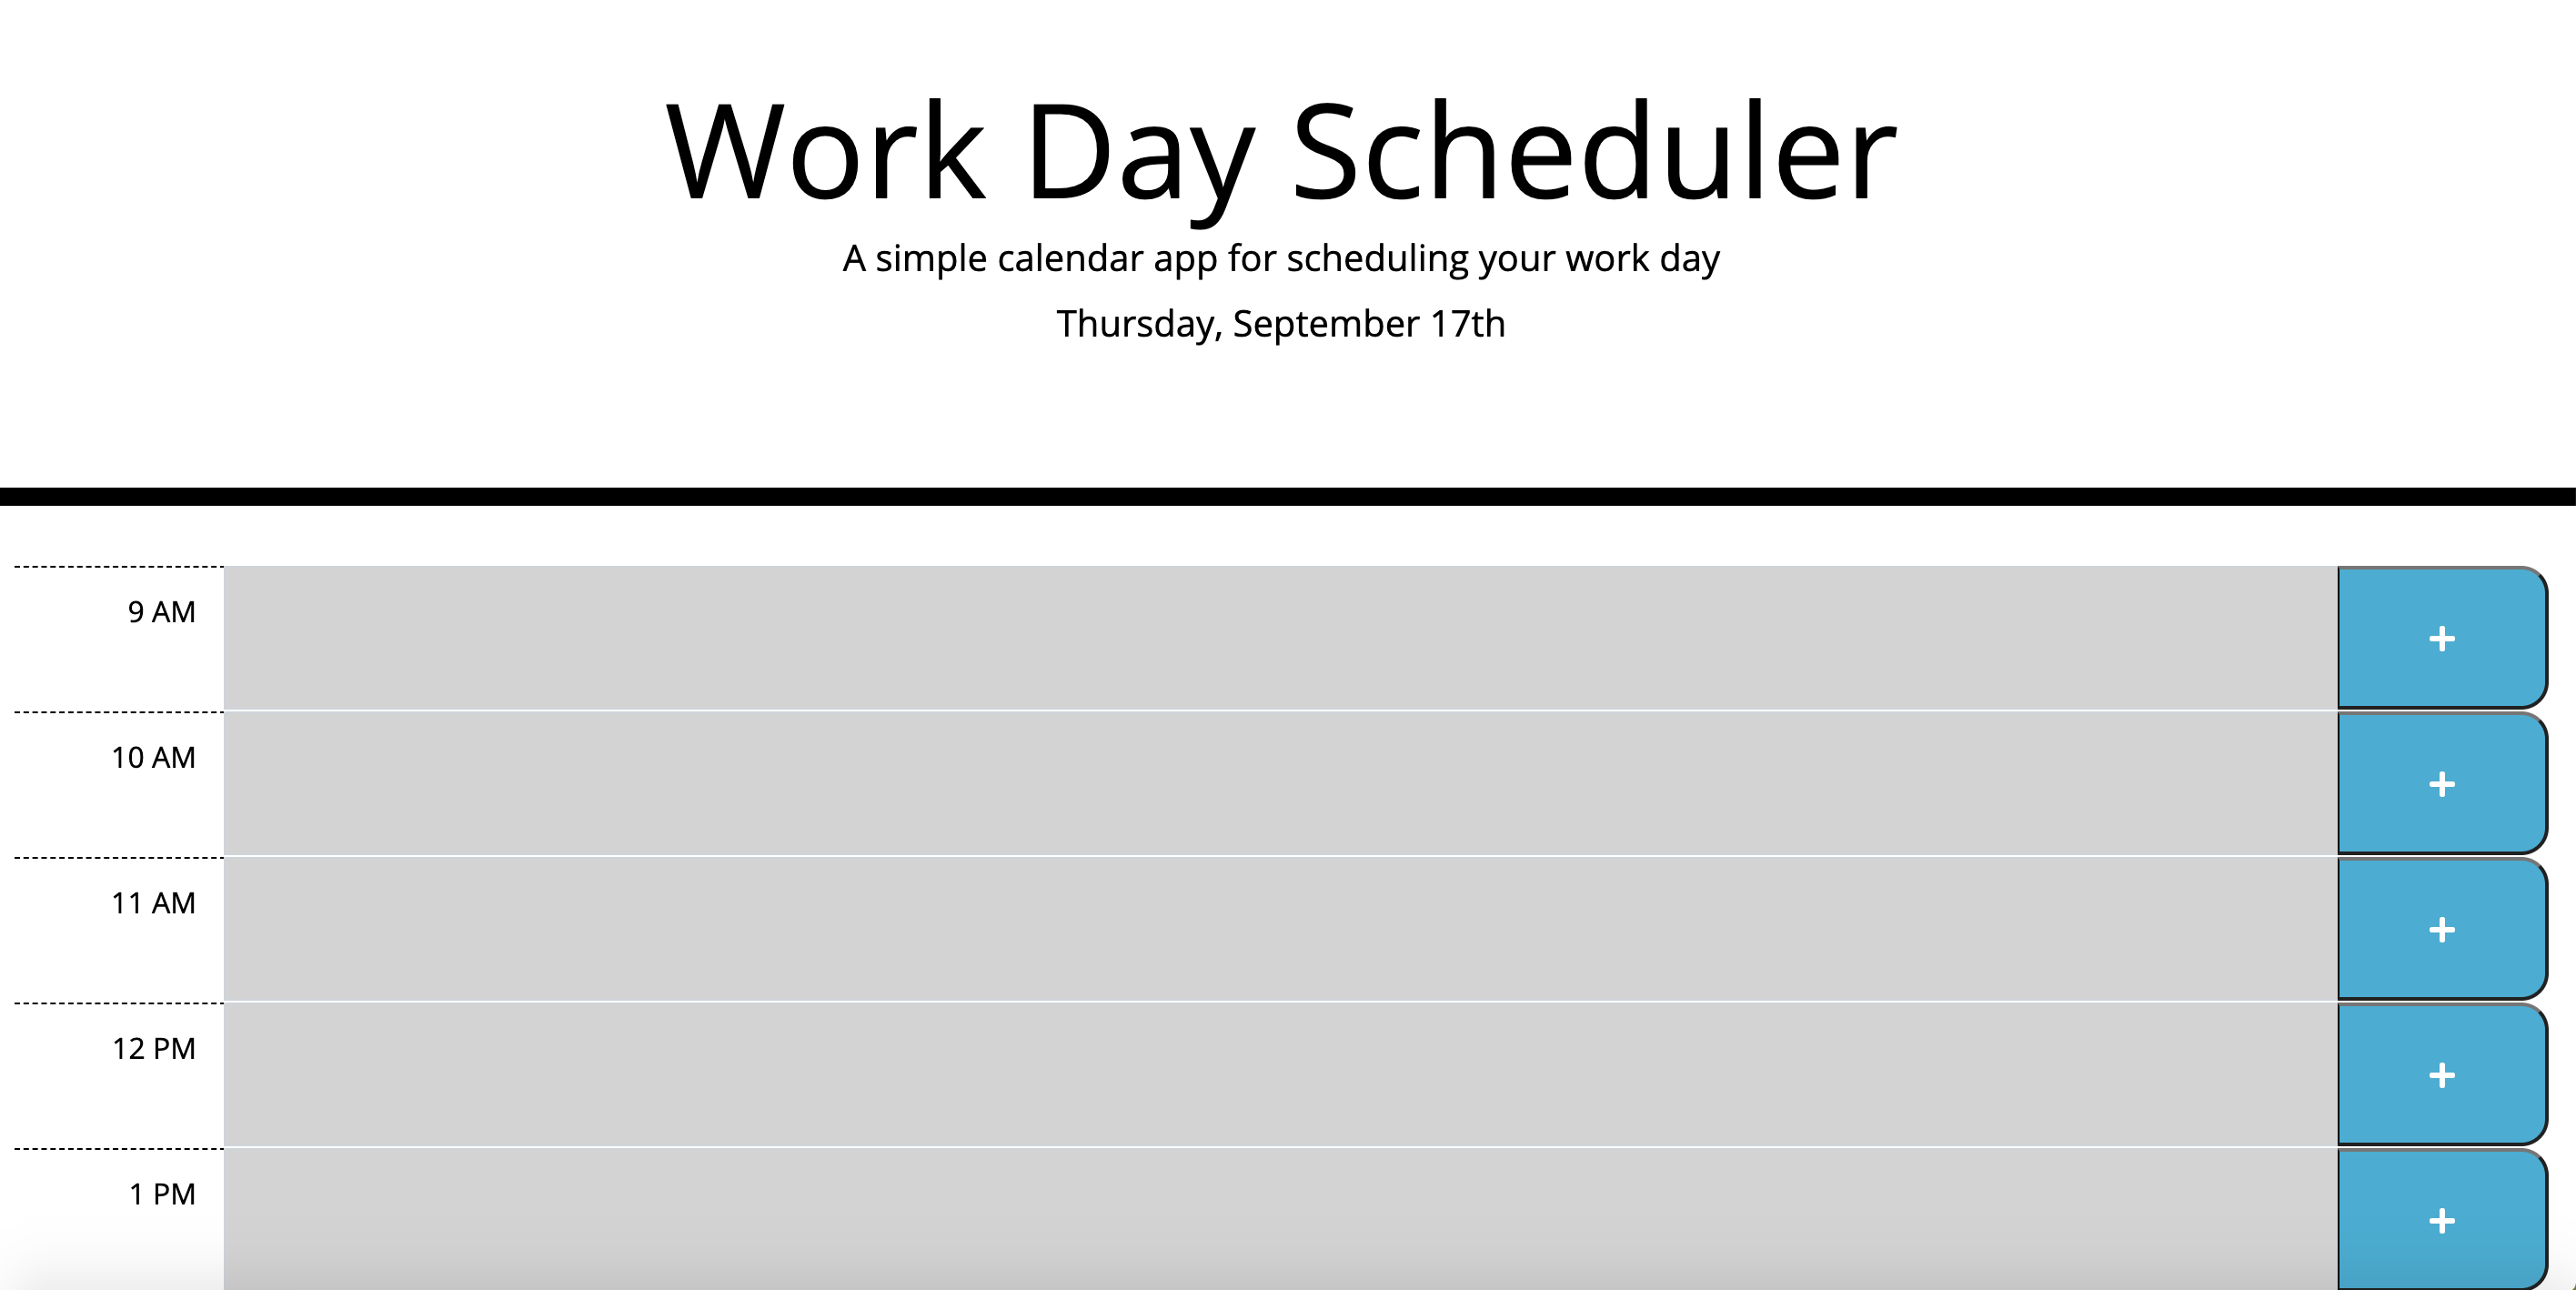 Work Day Scheduler
A simple calendar app for scheduling your work day
Thursday, September 17th
9 AM
+
10 AM
+
11 AM
+
12 PM
+
1 PM
+